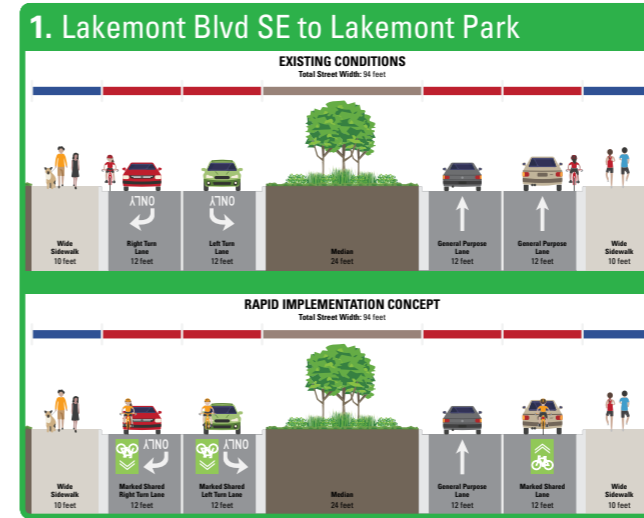 1. Lakemont Blvd SE to Lakemont Park
EXISTING CONDITIONS
Total Street Width: 94 feet
ONLY
ONLY
Wide
Sidewalk
10 feet
Right Turn
Lane
12 feet
Left Turn
Lane
12 feet
Median
24 feet
General Purpose
Lane
12 feet
General Purpose
Lane
12 feet
Wide
Sidewalk
10 feet
RAPID IMPLEMENTATION CONCEPT
Total Street Width: 94 feet
ONLY
ONLY
Wide
Sidewalk
10 feet
Marked Shared
Right Turn Lane
12 feet
Marked Shared
Left Turn Lane
12 feet
Median
24 feet
General Purpose
Lane
12 feet
Marked Shared
Lane
12 feet
Wide
Sidewalk
10 feet